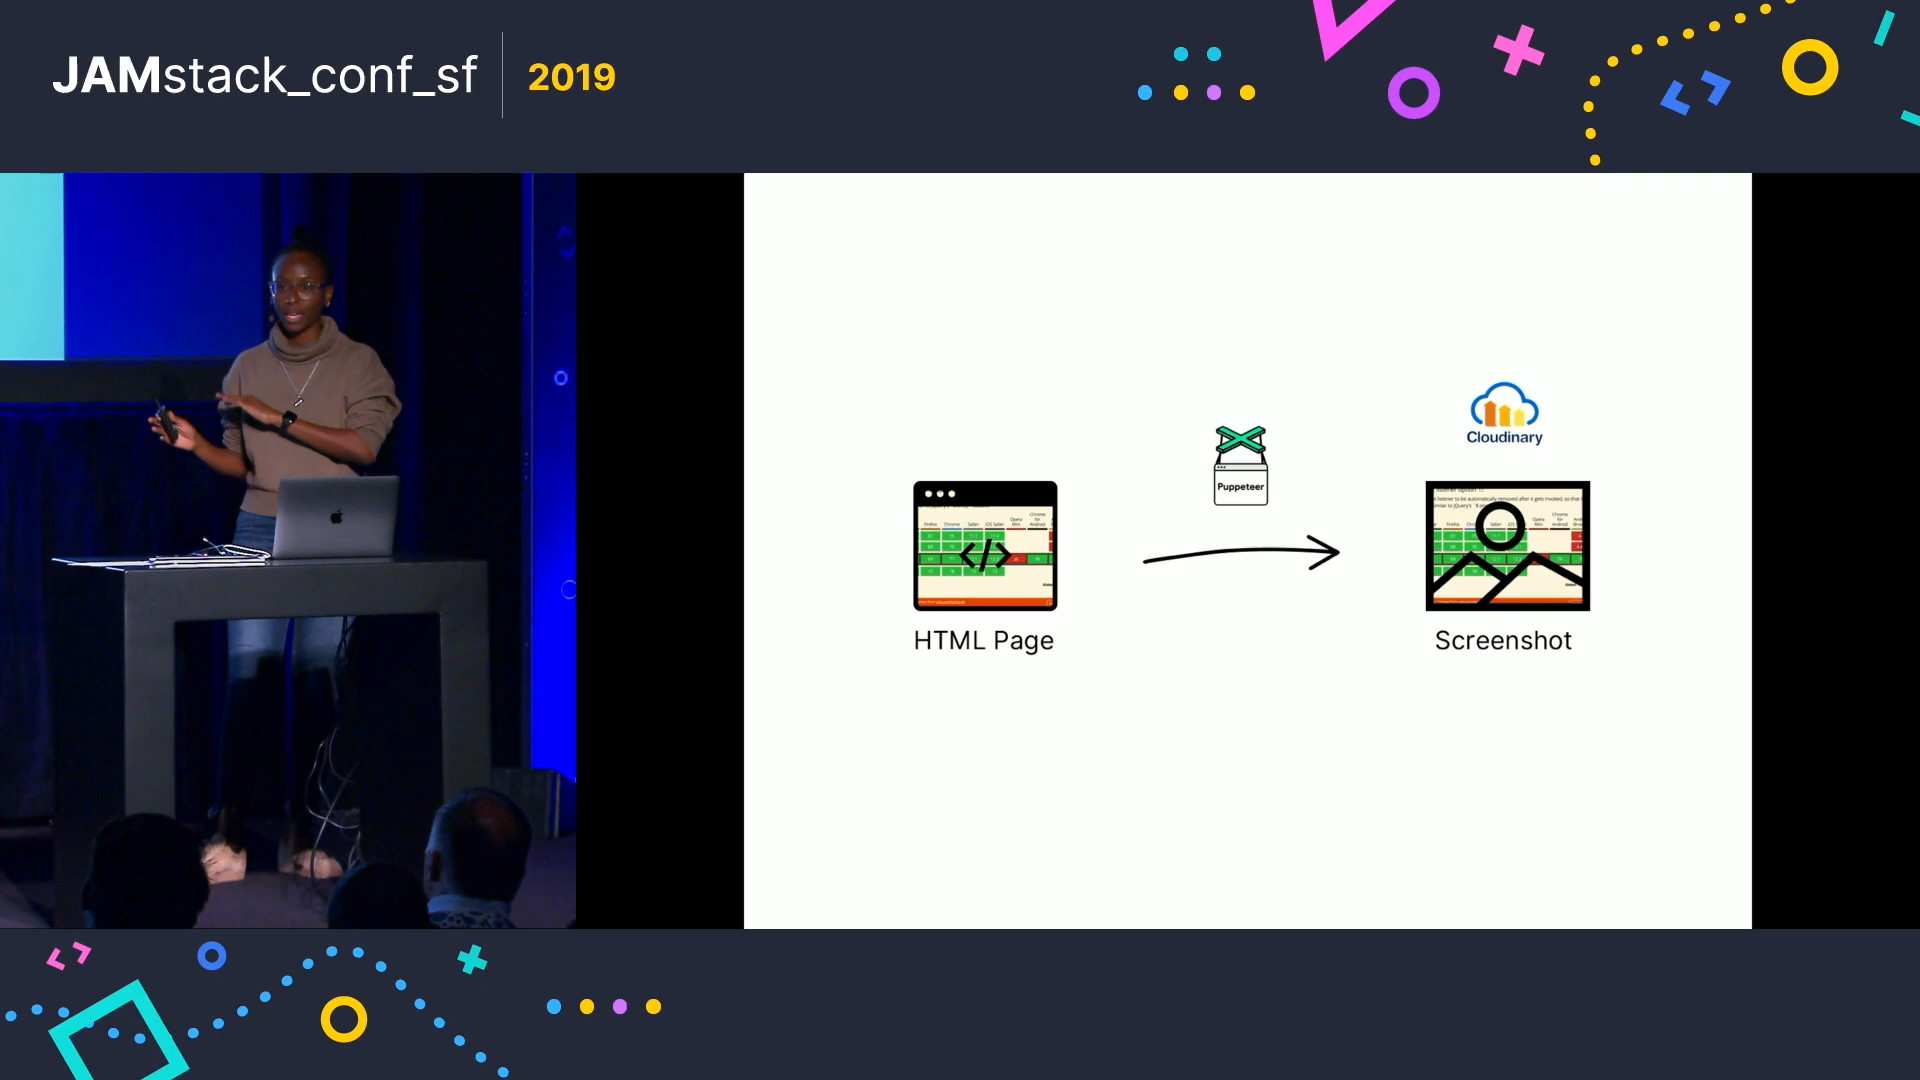 JAMstack_conf_sf
2019
Cloudinary
Puppeteer
</>
HTML Page
Screenshot